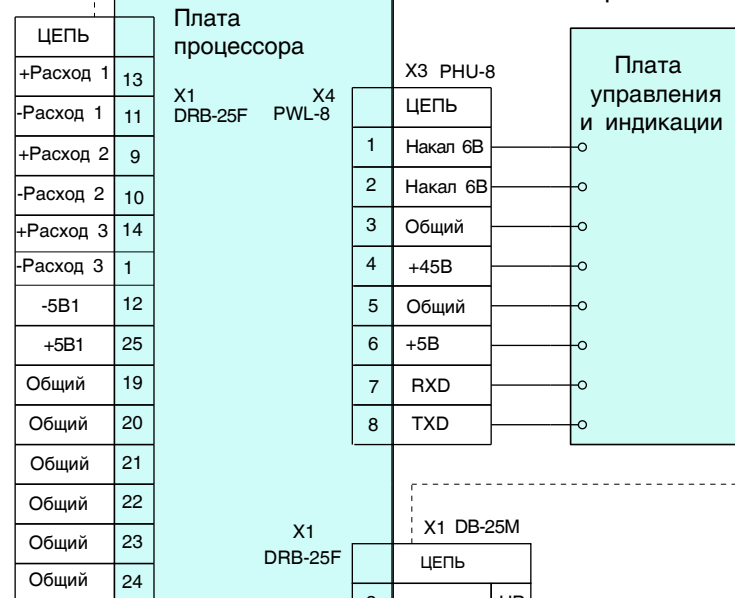 Плата
процессора
X1
DRB-25F
X4
PWL-8
ЦЕПЬ
+Расход 1 13
-Расход 1 11
+Расход 2 9
-Расход 2 10
+Расход 3 14
-Расход 3 1
-5В1 12
+5В1 25
Общий 19
Общий 20
Общий 21
Общий 22
Общий 23
Общий 24
X3 PHU-8
ЦЕПЬ
1 Накал 6В
2 Накал 6В
3 Общий
4 +45В
5 Общий
6 +5В
7 RXD
8 TXD
Плата
управления
и индикации
X1
DRB-25F
X1 DB-25M
ЦЕПЬ